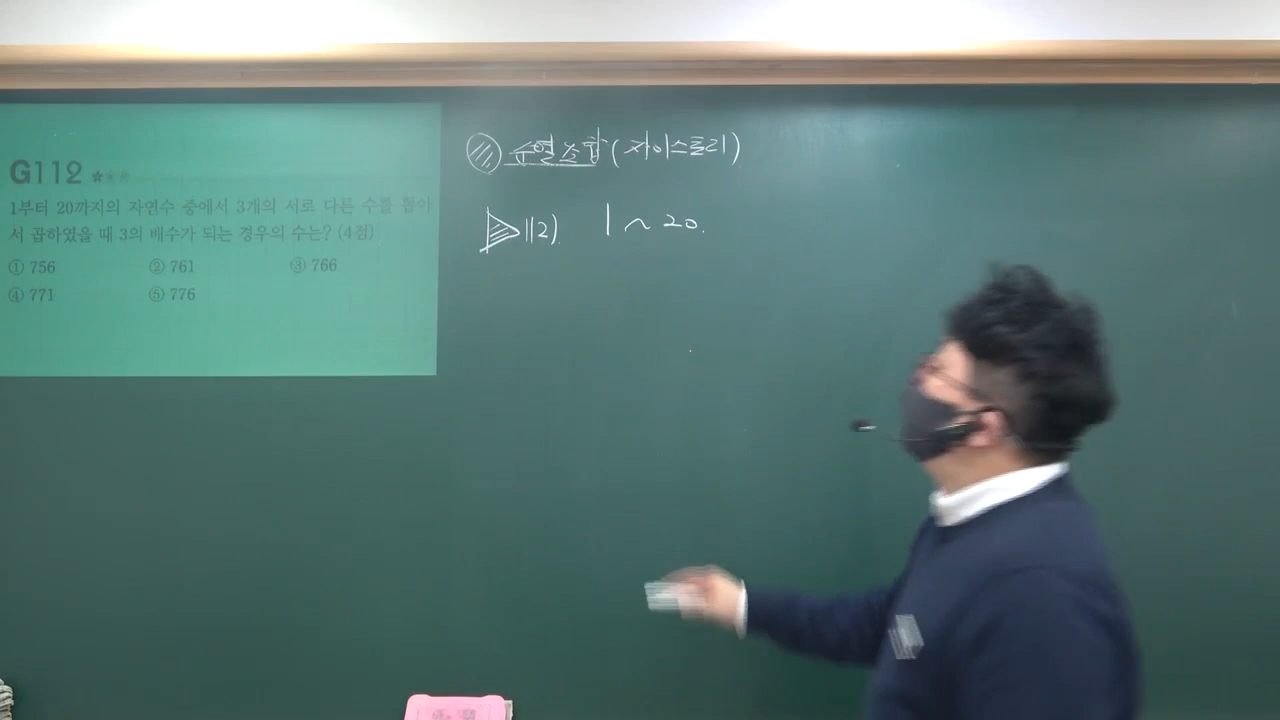 G112
1부터 20까지의 자연수 중에서 3개의 서로 다른 수를 뽑아
서 곱하였을 때 3의 배수가 되는 경우의 수는? (4점)
① 756 ② 761 ③ 766
④ 771 ⑤ 776
순열조합(자이스토리)
112) 1 ~ 20.